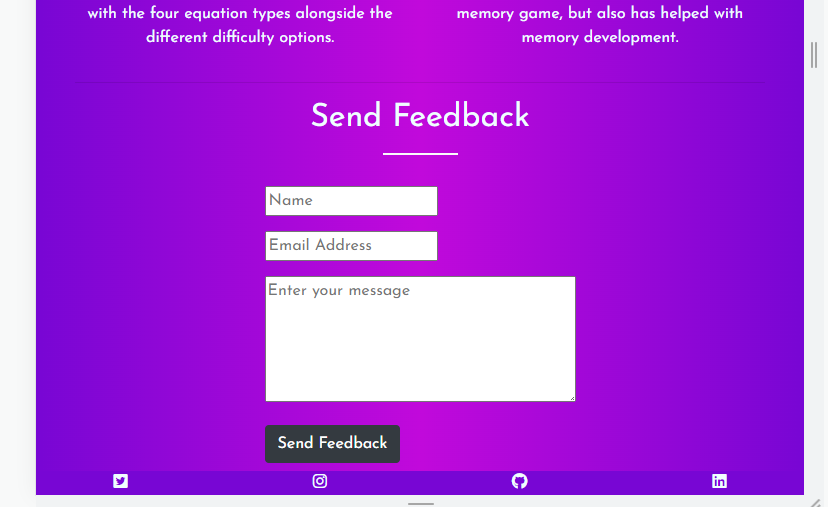 with the four equation types alongside the
different difficulty options.
memory game, but also has helped with
memory development.
Send Feedback
Name
Email Address
Enter your message
Send Feedback